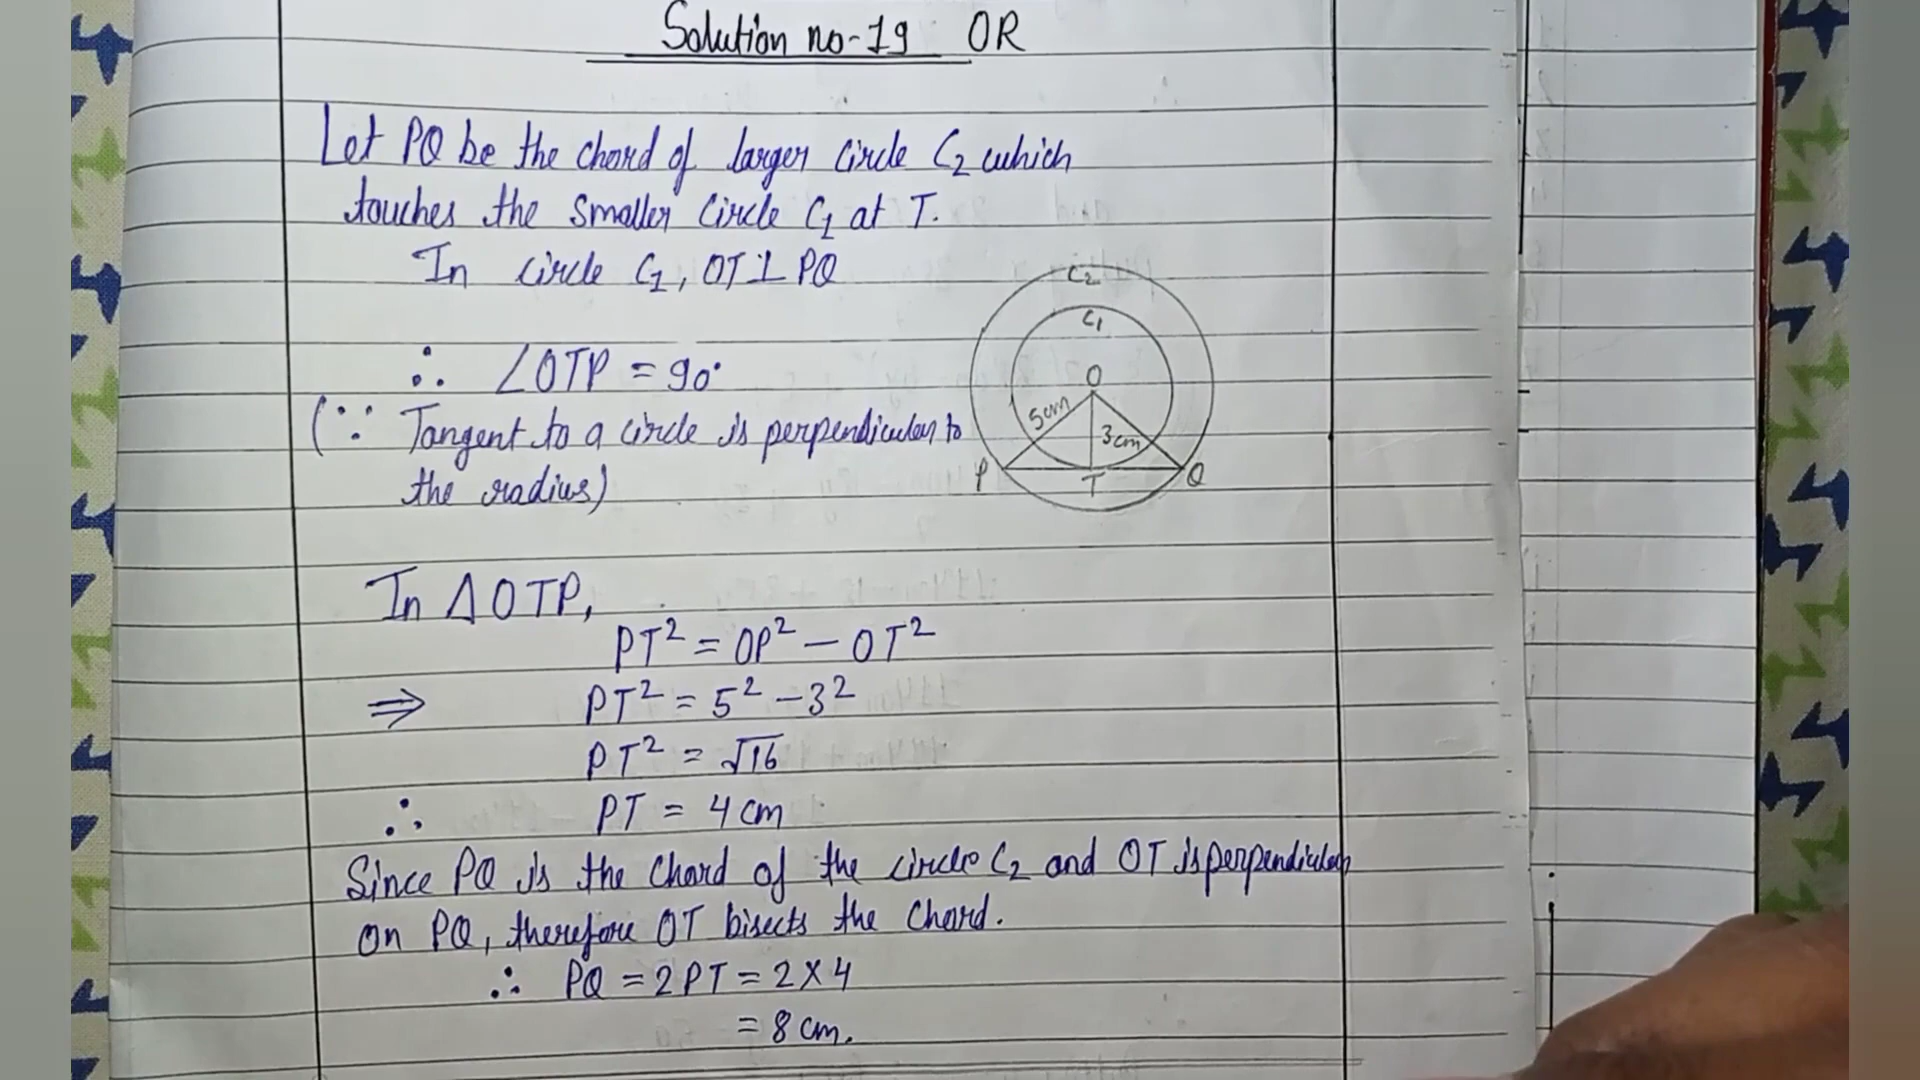 Solution no-19 OR
Let PQ be the chord of larger circle C₂ which
touches the smaller circle C₁ at T.
In circle C₁, OT ⊥ PQ
∴ ∠OTP = 90°
(∵ Tangent to a circle is perpendicular to
the radius)
C₂
C₁
O
5cm
3cm
P
T
Q
In ΔOTP,
PT² = OP² – OT²
⇒ PT² = 5² – 3²
PT² = √16
∴ PT = 4 cm
Since PQ is the chord of the circle C₂ and OT is perpendicular
on PQ, therefore OT bisects the chord.
∴ PQ = 2PT = 2 X 4
= 8 cm.